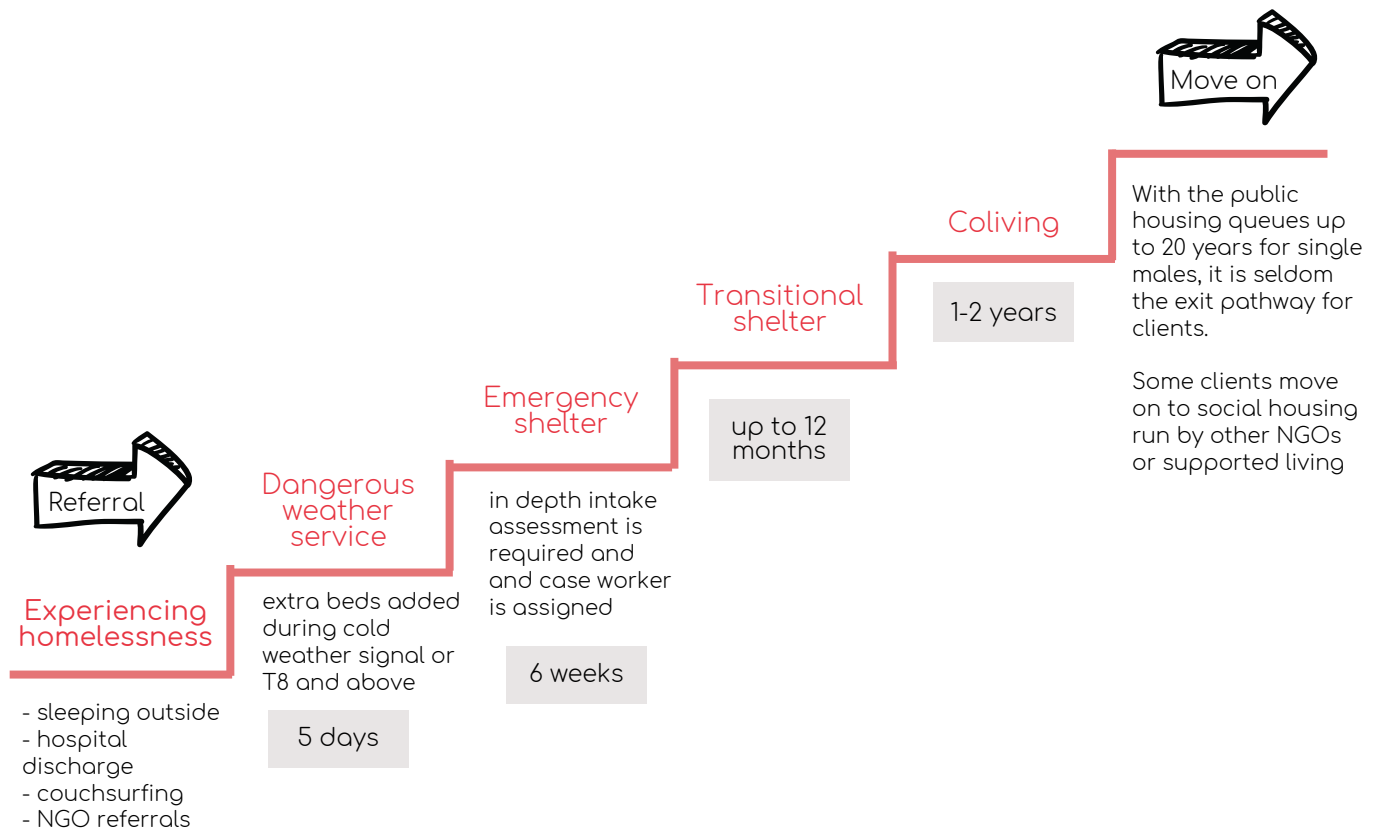 Referral
Experiencing
homelessness
- sleeping outside
- hospital
discharge
- couchsurfing
- NGO referrals
Dangerous
weather
service
extra beds added
during cold
weather signal or
T8 and above
5 days
Emergency
shelter
in depth intake
assessment is
required and
and case worker
is assigned
6 weeks
Transitional
shelter
up to 12
months
Coliving
1-2 years
Move on
With the public
housing queues up
to 20 years for single
males, it is seldom
the exit pathway for
clients.
Some clients move
on to social housing
run by other NGOs
or supported living